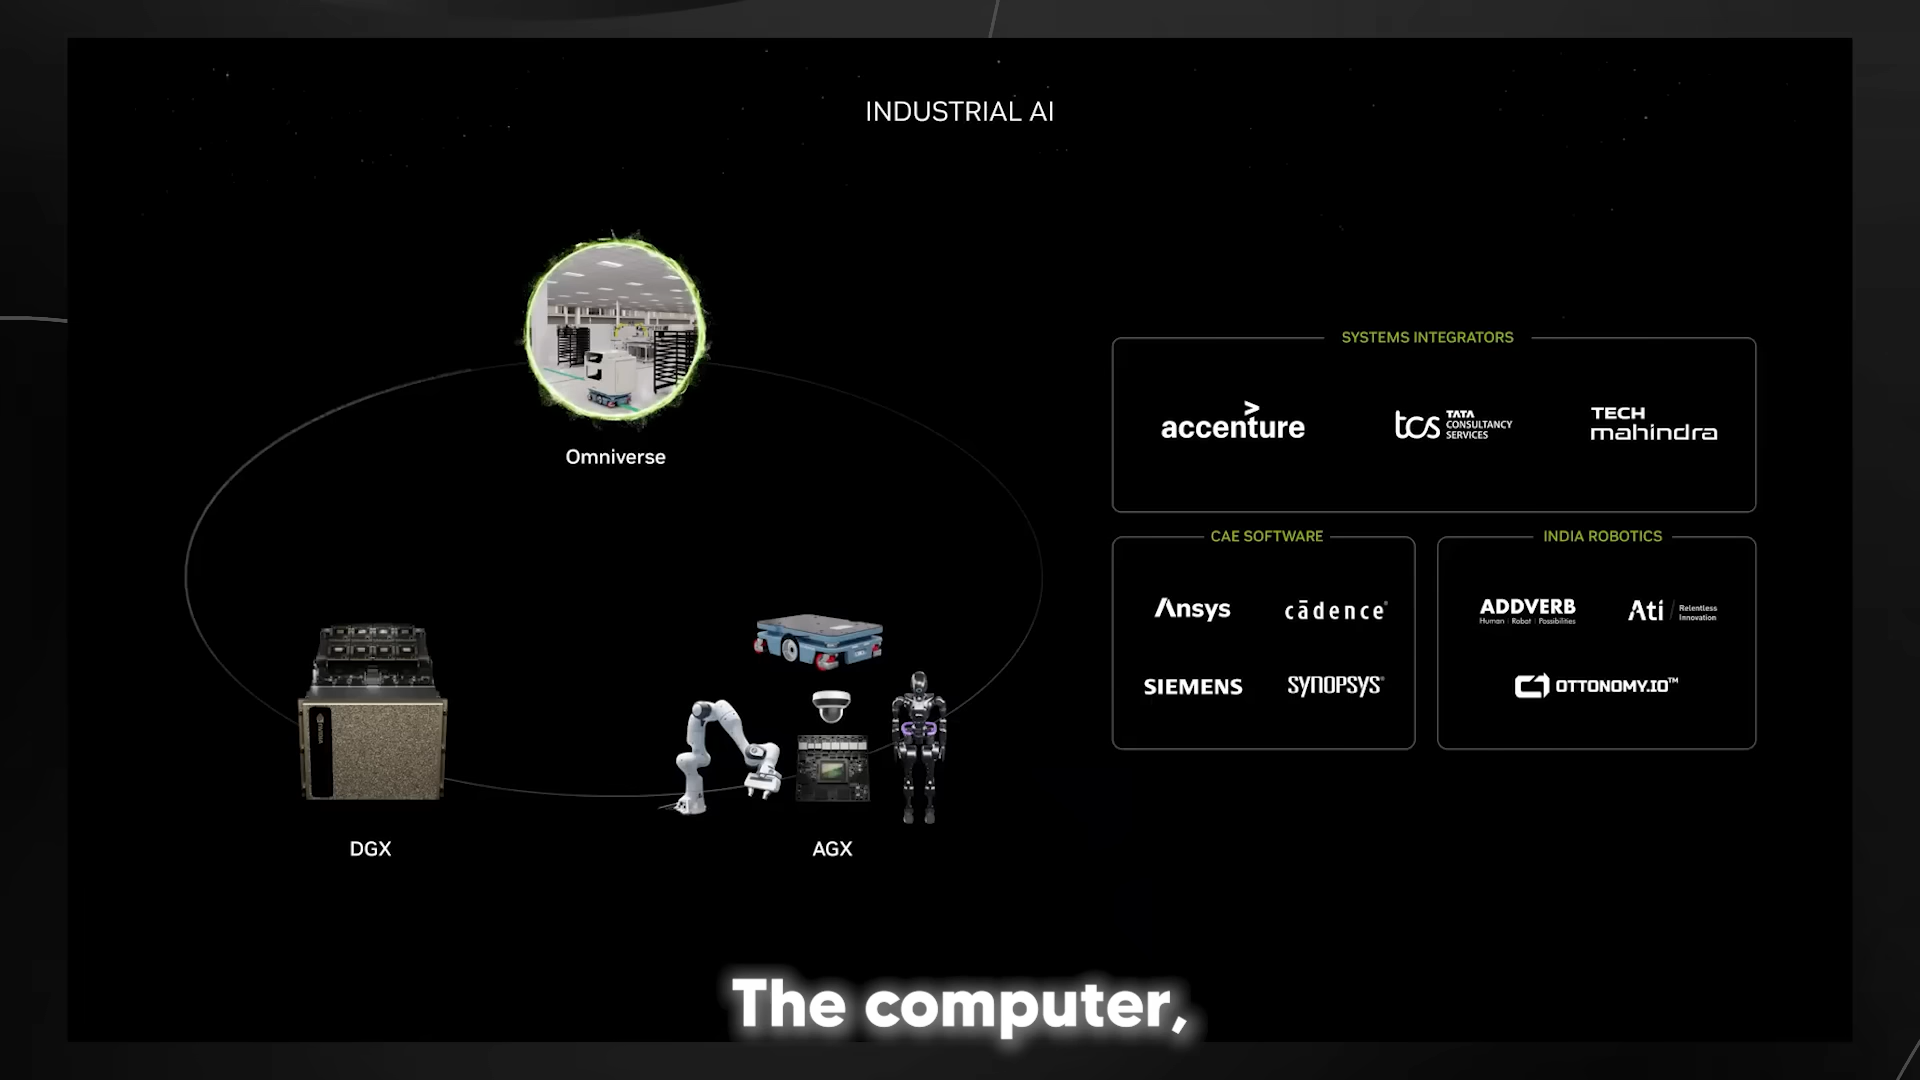 INDUSTRIAL AI
Omniverse
DGX
AGX
SYSTEMS INTEGRATORS
accenture
tcs TATA
CONSULTANCY
SERVICES
TECH
mahindra
CAE SOFTWARE
Ansys
cādence®
SIEMENS
SYNOPSYS®
INDIA ROBOTICS
ADDVERB
Human | Robot | Possibilities
Ati Relentless
Innovation
OTTONOMY.IO™
The computer,